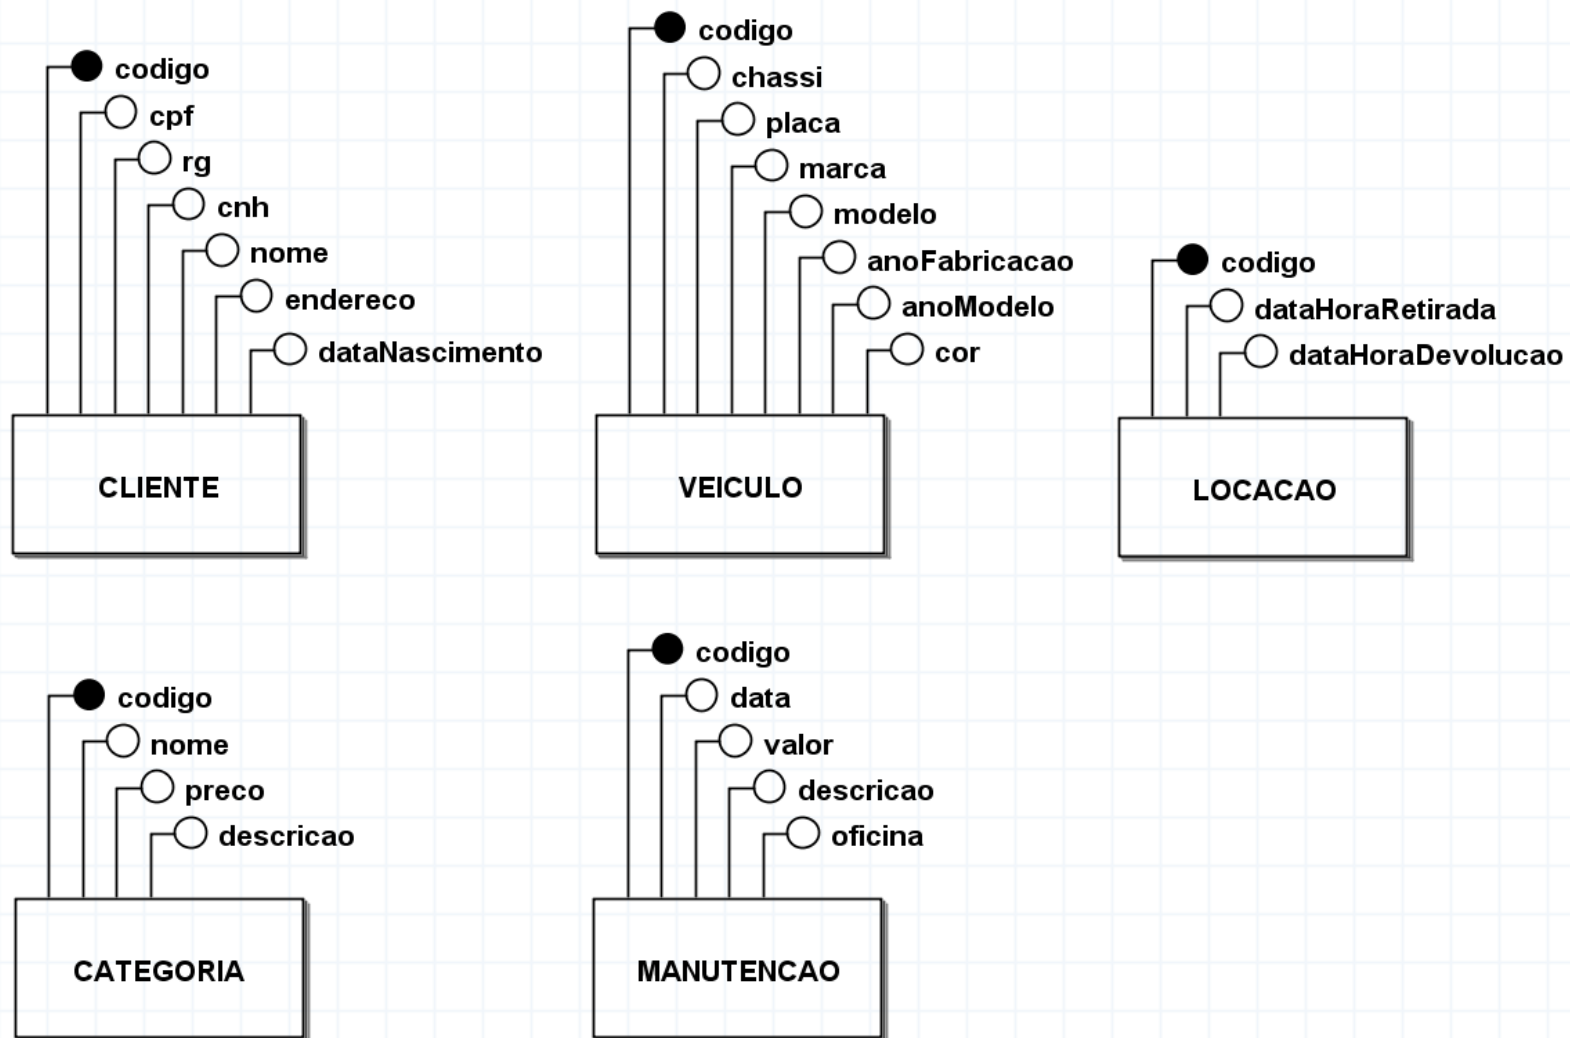 codigo
cpf
rg
cnh
nome
endereco
dataNascimento
CLIENTE
codigo
chassi
placa
marca
modelo
anoFabricacao
anoModelo
cor
VEICULO
codigo
dataHoraRetirada
dataHoraDevolucao
LOCACAO
codigo
nome
preco
descricao
CATEGORIA
codigo
data
valor
descricao
oficina
MANUTENCAO